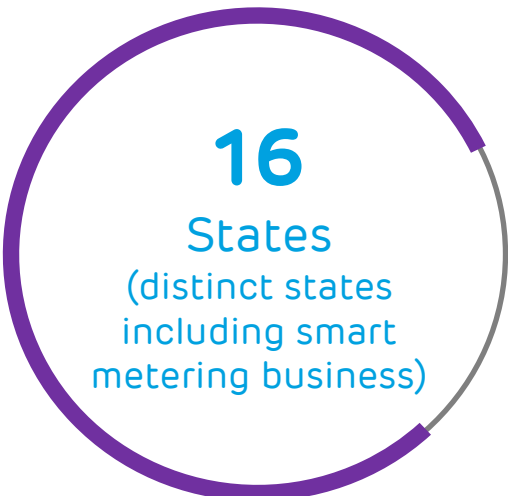 16
States
(distinct states
including smart
metering business)